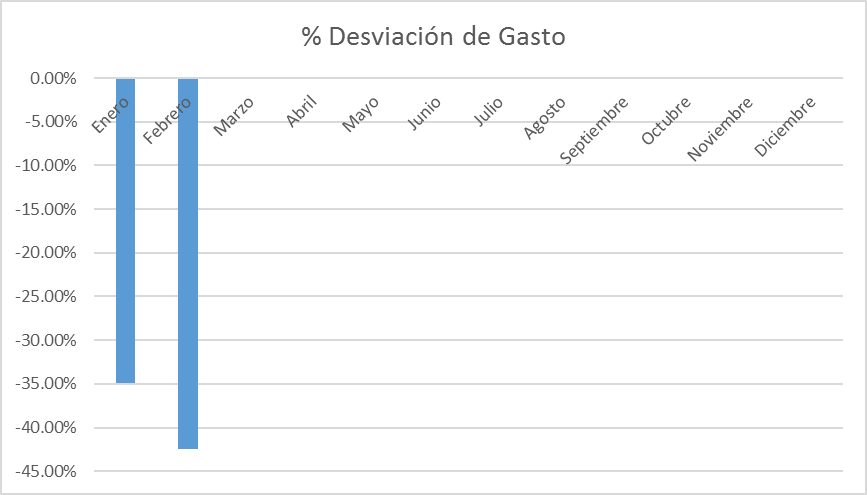 % Desviación de Gasto
0.00%
-5.00%
-10.00%
-15.00%
-20.00%
-25.00%
-30.00%
-35.00%
-40.00%
-45.00%
Enero
Febrero
Marzo
Abril
Mayo
Junio
Julio
Agosto
Septiembre
Octubre
Noviembre
Diciembre